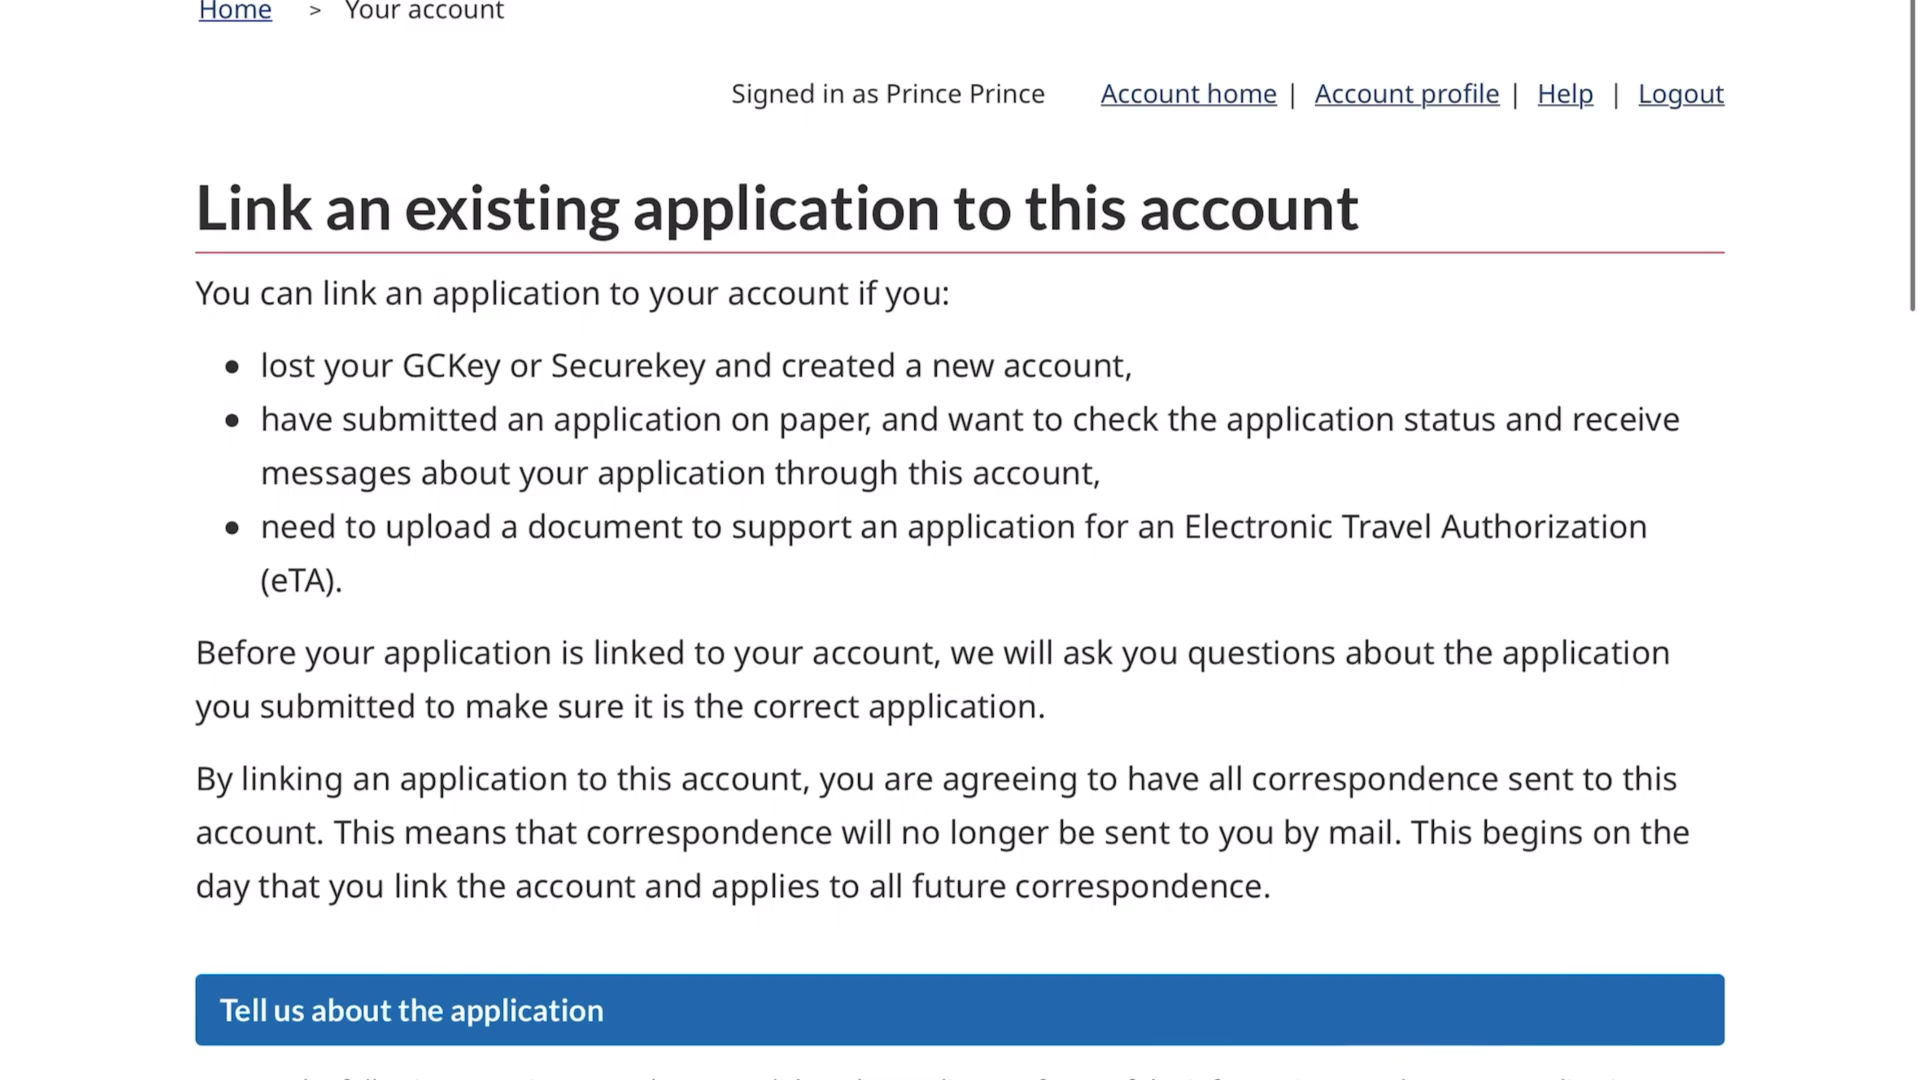 Home > Your account
Signed in as Prince Prince Account home | Account profile | Help | Logout
Link an existing application to this account
You can link an application to your account if you:
• lost your GCKey or Securekey and created a new account,
• have submitted an application on paper, and want to check the application status and receive
messages about your application through this account,
• need to upload a document to support an application for an Electronic Travel Authorization
(eTA).
Before your application is linked to your account, we will ask you questions about the application
you submitted to make sure it is the correct application.
By linking an application to this account, you are agreeing to have all correspondence sent to this
account. This means that correspondence will no longer be sent to you by mail. This begins on the
day that you link the account and applies to all future correspondence.
Tell us about the application